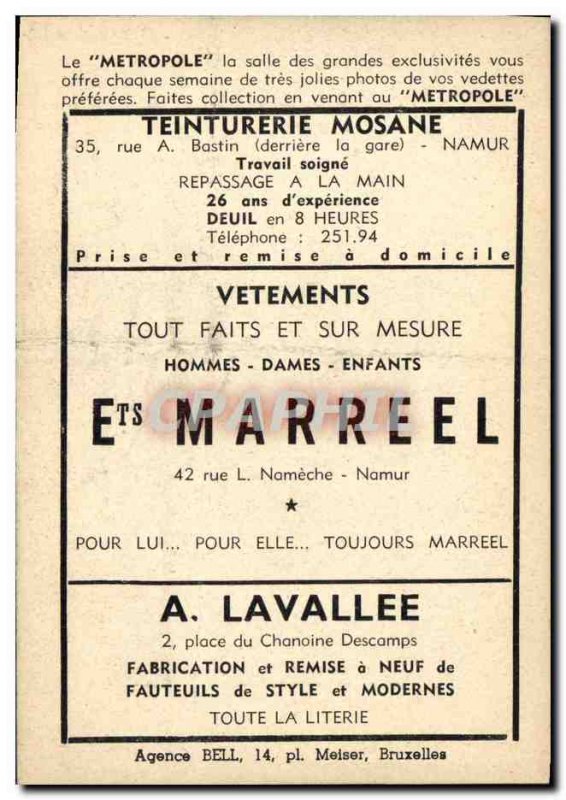 Le "METROPOLE" la salle des grandes exclusivités vous
offre chaque semaine de très jolies photos de vos vedettes
préférées. Faites collection en venant au "METROPOLE"
TEINTURERIE MOSANE
35, rue A. Bastin (derrière la gare) - NAMUR
Travail soigné
REPASSAGE A LA MAIN
26 ans d'expérience
DEUIL en 8 HEURES
Téléphone : 251.94
Prise et remise à domicile
VETEMENTS
TOUT FAITS ET SUR MESURE
HOMMES - DAMES - ENFANTS
ETS MARREEL
CPAPHIL
42 rue L. Namèche - Namur
POUR LUI... POUR ELLE... TOUJOURS MARREEL
A. LAVALLEE
2, place du Chanoine Descamps
FABRICATION et REMISE à NEUF de
FAUTEUILS de STYLE et MODERNES
TOUTE LA LITERIE
Agence BELL, 14, pl. Meiser, Bruxelles